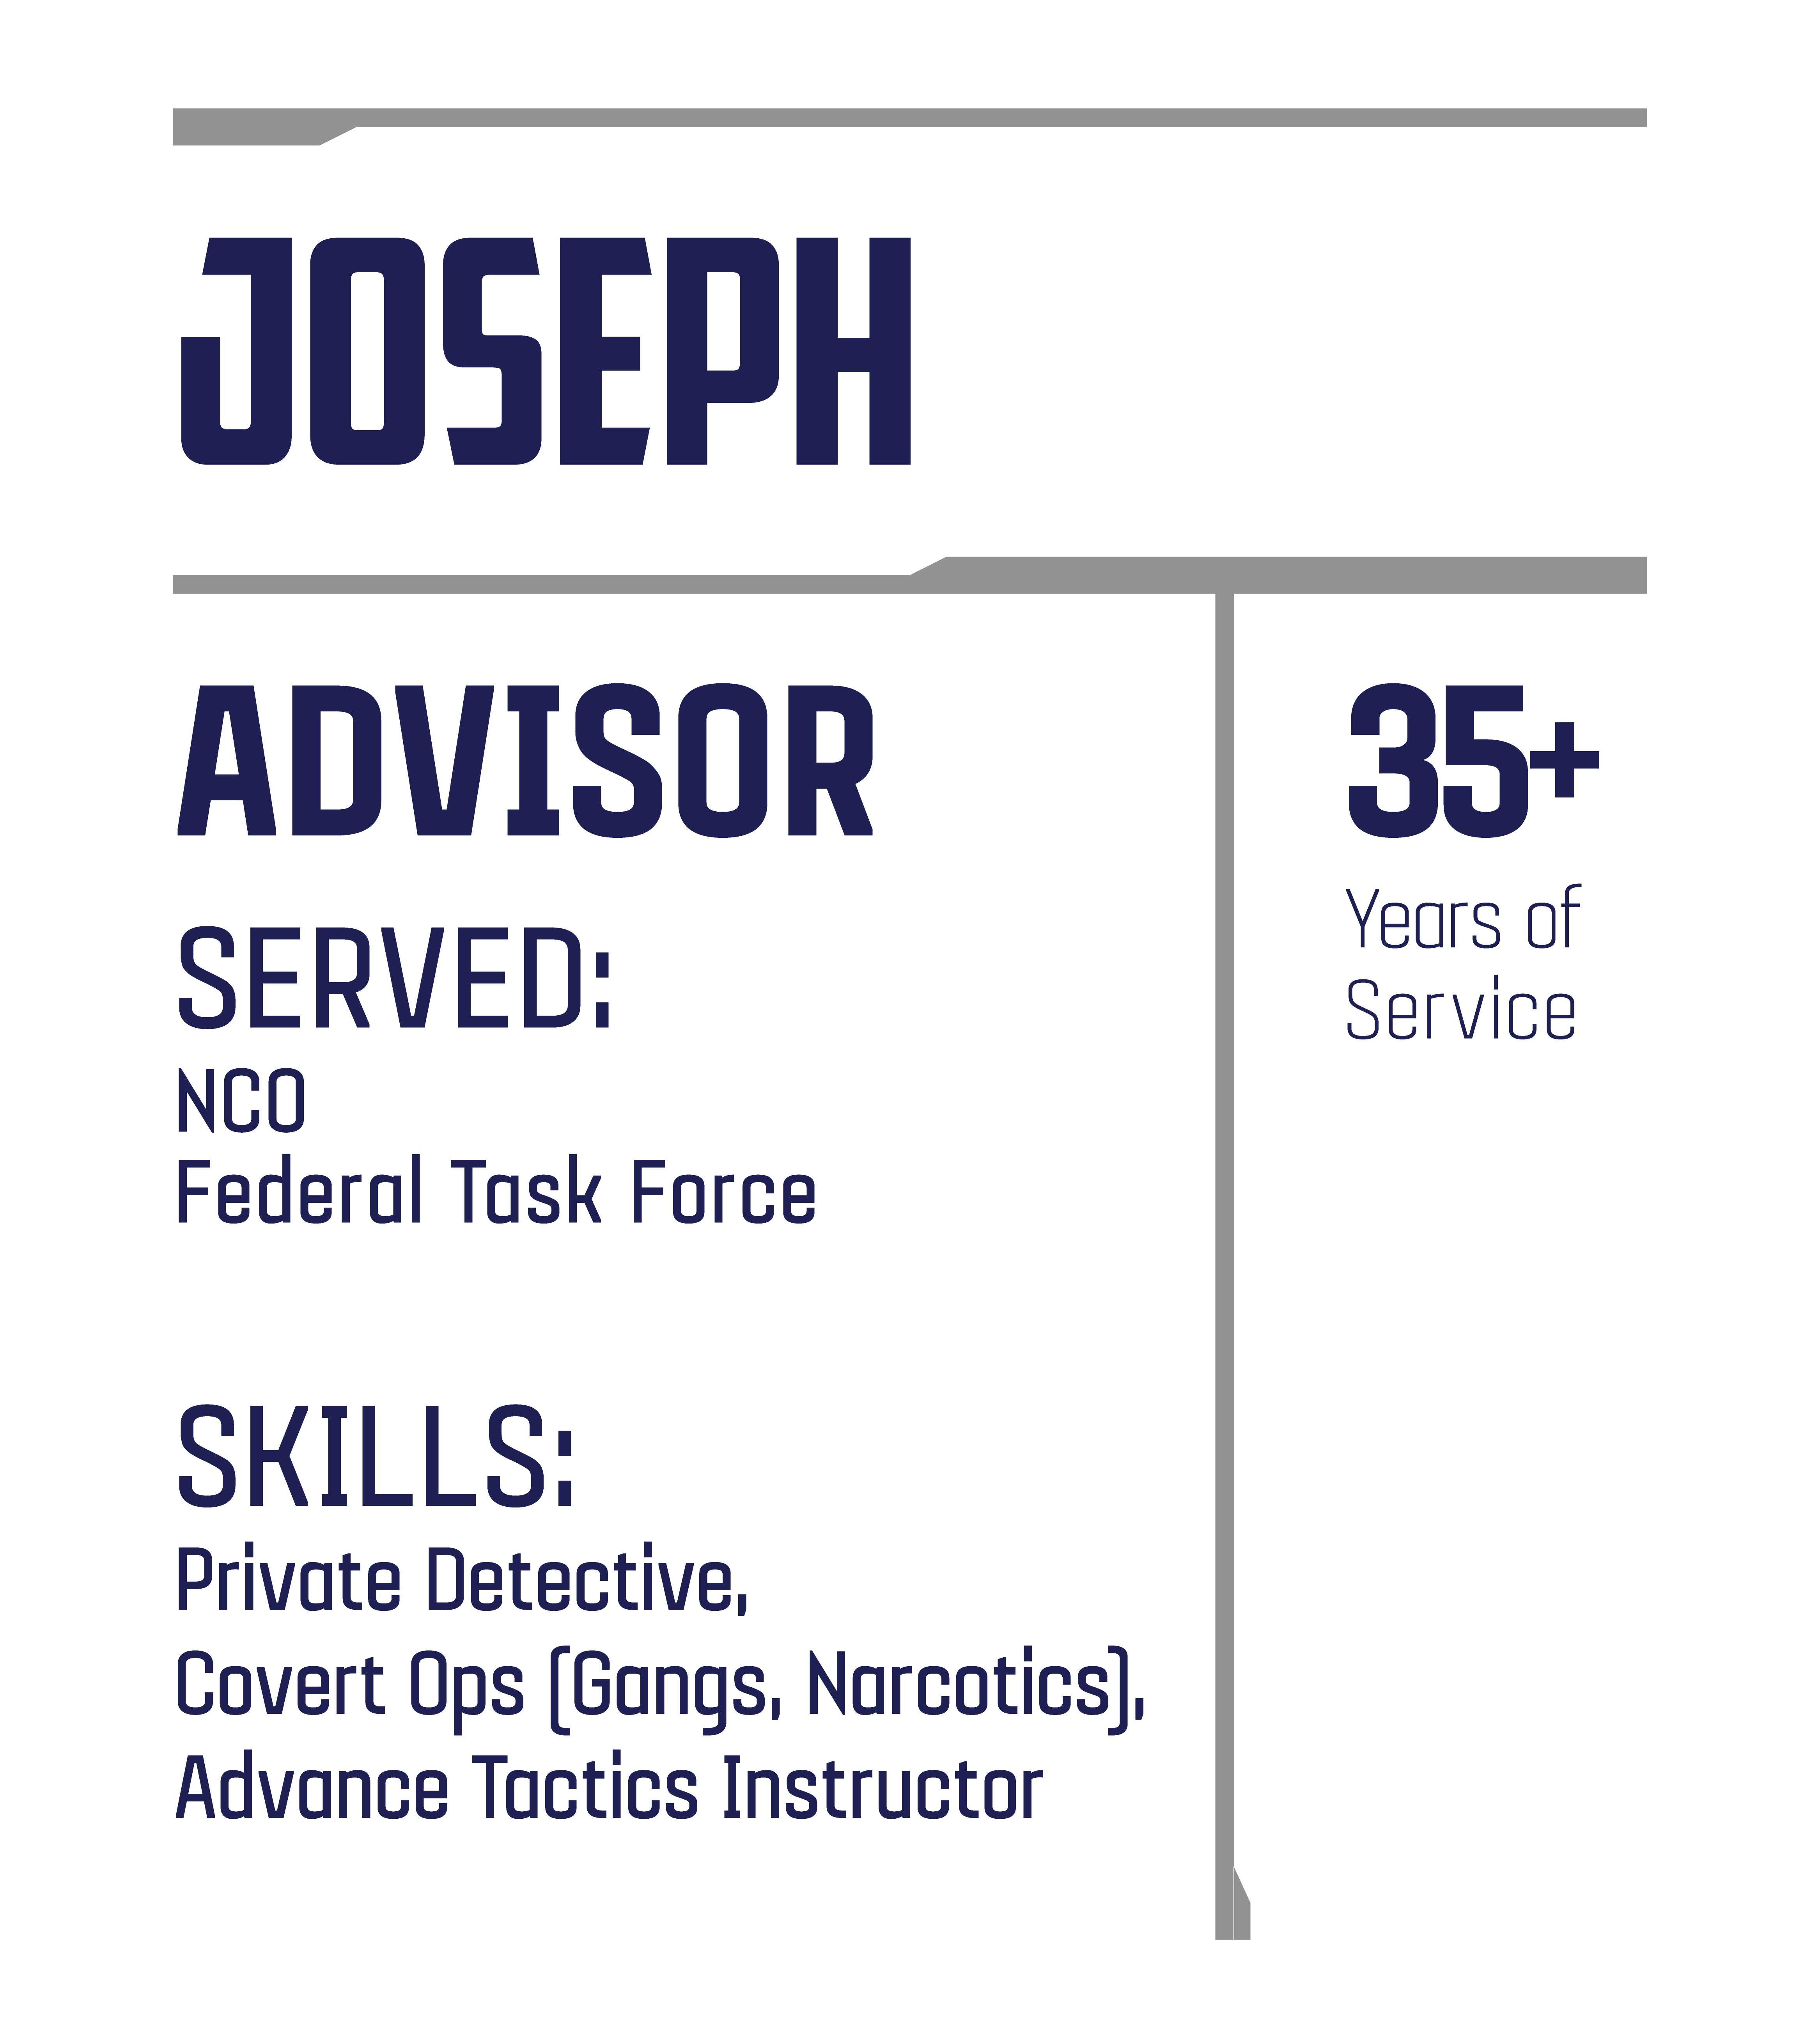 JOSEPH
ADVISOR
SERVED:
NCO
Federal Task Force
SKILLS:
Private Detective,
Covert Ops (Gangs, Narcotics),
Advance Tactics Instructor
35+
Years of
Service